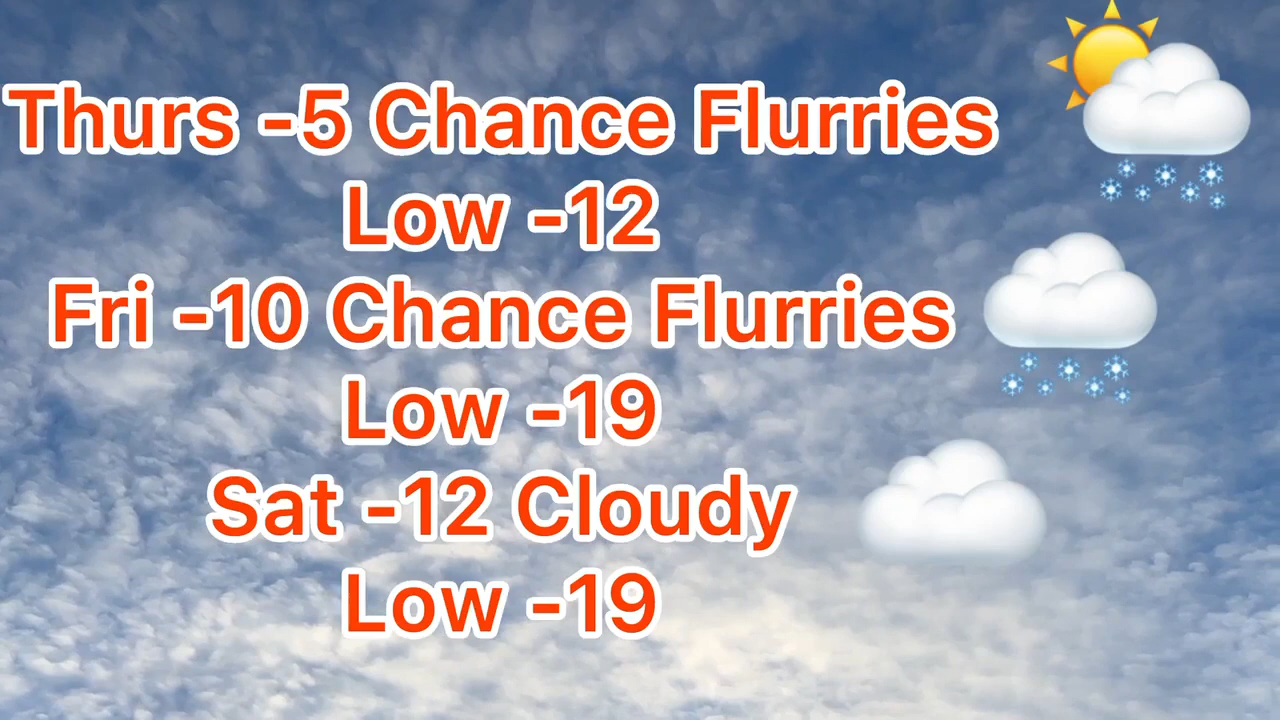 Thurs -5 Chance Flurries
Low -12
Fri -10 Chance Flurries
Low -19
Sat -12 Cloudy
Low -19